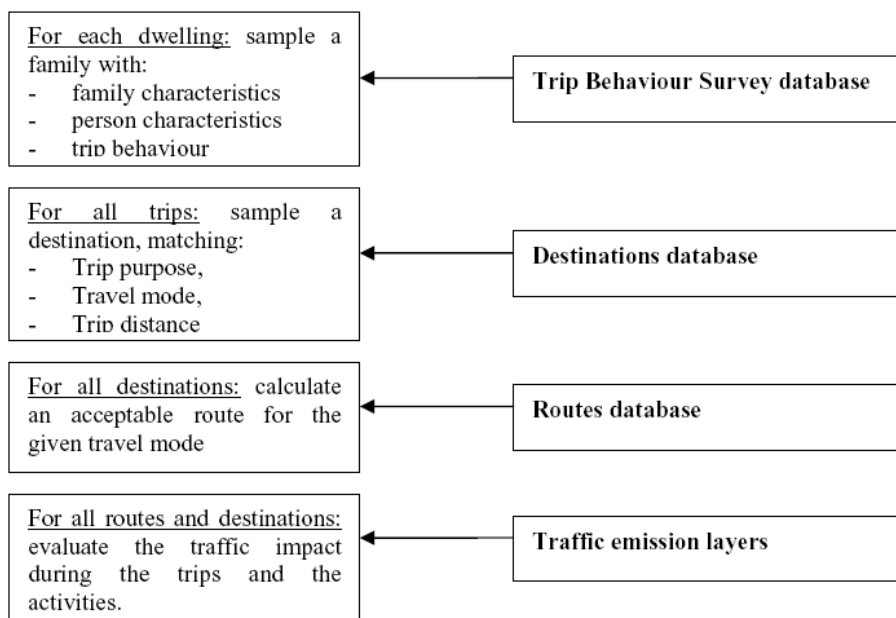 For each dwelling: sample a
family with:
- family characteristics
- person characteristics
- trip behaviour
Trip Behaviour Survey database
For all trips: sample a
destination, matching:
- Trip purpose,
- Travel mode,
- Trip distance
Destinations database
For all destinations: calculate
an acceptable route for the
given travel mode
Routes database
For all routes and destinations:
evaluate the traffic impact
during the trips and the
activities.
Traffic emission layers